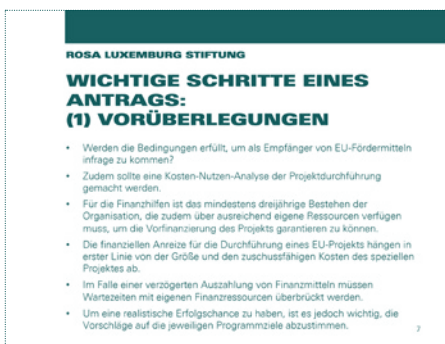 ROSA LUXEMBURG STIFTUNG
WICHTIGE SCHRITTE EINES
ANTRAGS:
(1) VORÜBERLEGUNGEN
• Werden die Bedingungen erfüllt, um als Empfänger von EU-Fördermitteln
infrage zu kommen?
• Zudem sollte eine Kosten-Nutzen-Analyse der Projektdurchführung
gemacht werden.
• Für die Finanzhilfen ist das mindestens dreijährige Bestehen der
Organisation, die zudem über ausreichend eigene Ressourcen verfügen
muss, um die Vorfinanzierung des Projekts garantieren zu können.
• Die finanziellen Anreize für die Durchführung eines EU-Projekts hängen in
erster Linie von der Größe und den zuschussfähigen Kosten des speziellen
Projektes ab.
• Im Falle einer verzögerten Auszahlung von Finanzmitteln müssen
Wartezeiten mit eigenen Finanzressourcen überbrückt werden.
• Um eine realistische Erfolgschance zu haben, ist es jedoch wichtig, die
Vorschläge auf die jeweiligen Programmziele abzustimmen.
7